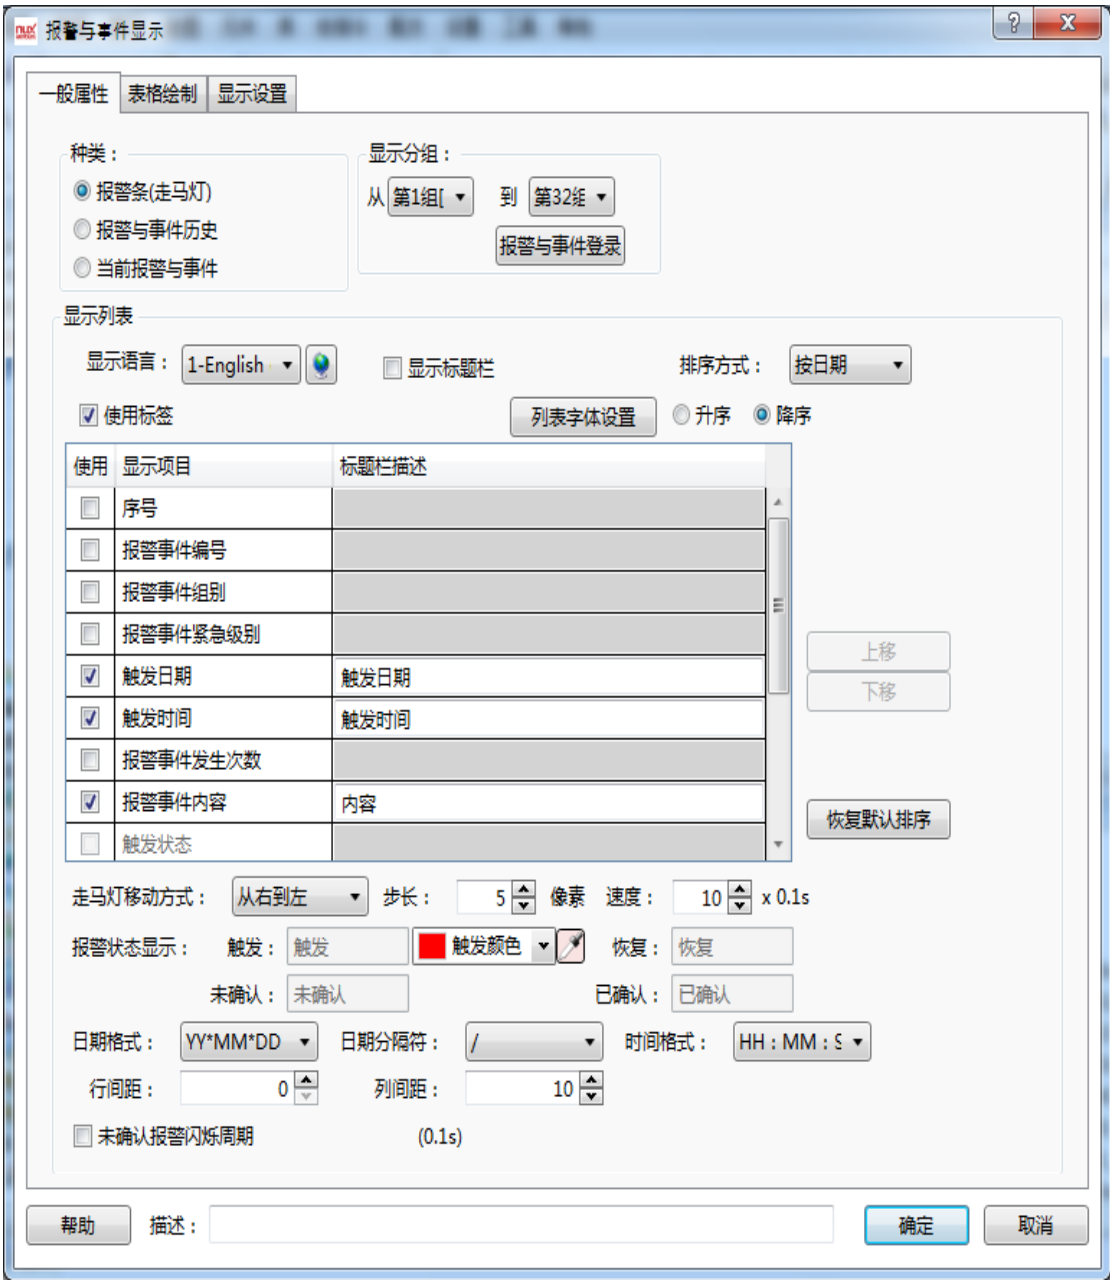 报警与事件显示
一般属性 表格绘制 显示设置
种类： 显示分组：
报警条(走马灯)
从 第1组[ 到 第32组
报警与事件历史
报警与事件登录
当前报警与事件
显示列表
显示语言： 1-English 显示标题栏 排序方式： 按日期
使用标签 列表字体设置 升序 降序
使用 显示项目 标题栏描述
序号
报警事件编号
报警事件组别
报警事件紧急级别
上移
触发日期 触发日期
下移
触发时间 触发时间
报警事件发生次数
报警事件内容 内容
恢复默认排序
触发状态
走马灯移动方式： 从右到左 步长： 5 像素 速度： 10 x 0.1s
报警状态显示： 触发： 触发 触发颜色 恢复： 恢复
未确认： 未确认 已确认： 已确认
日期格式： YY*MM*DD 日期分隔符： / 时间格式： HH : MM : S
行间距： 0 列间距： 10
未确认报警闪烁周期 (0.1s)
帮助 描述： 确定 取消